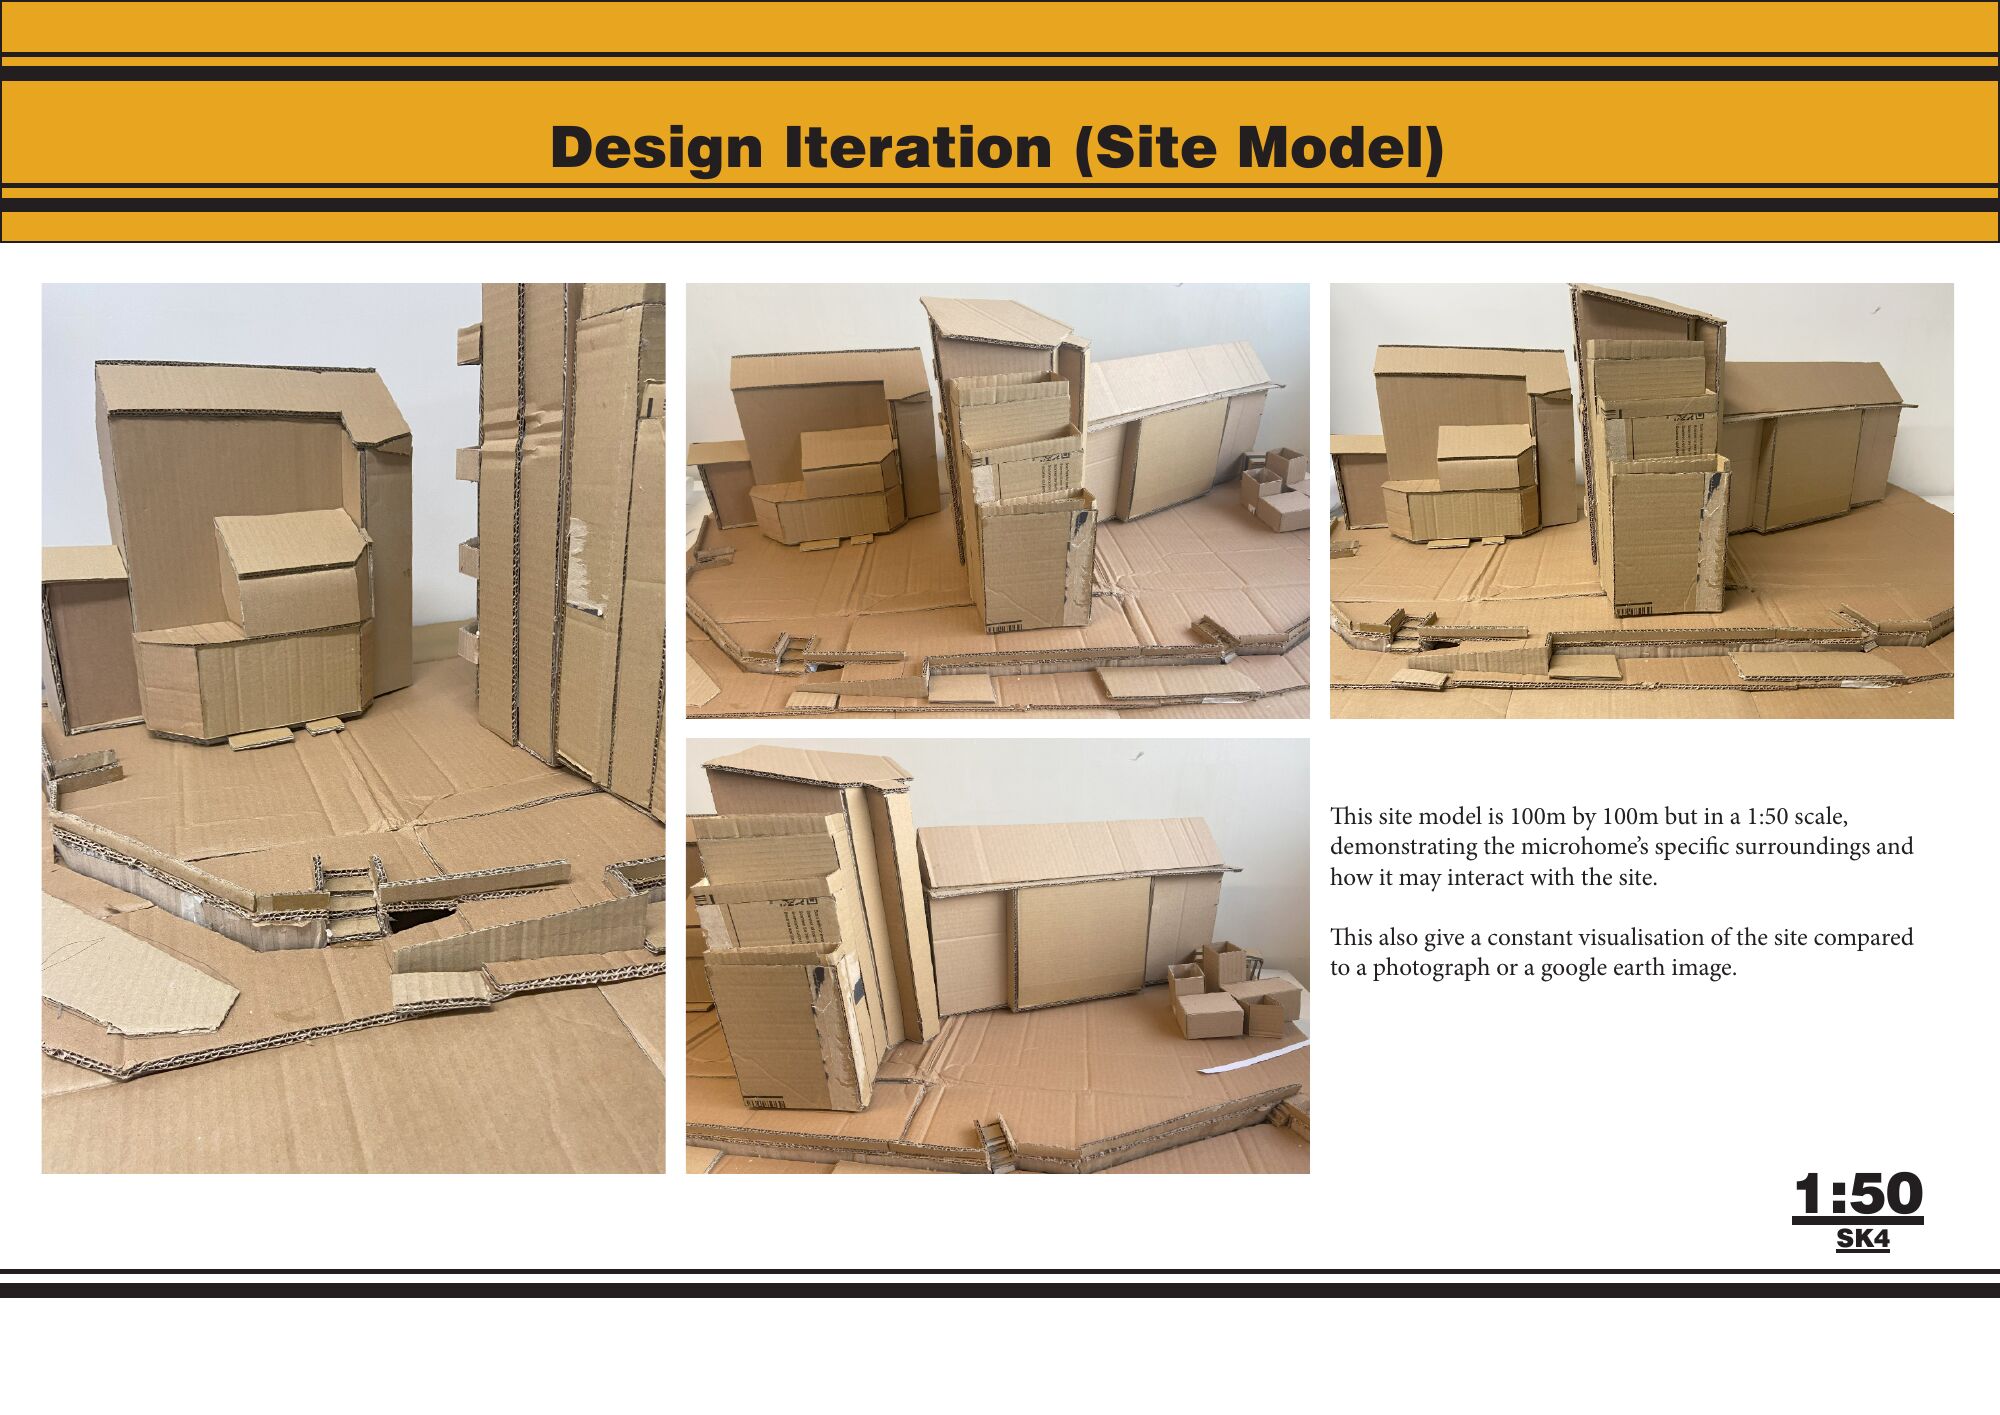 Design Iteration (Site Model)
This site model is 100m by 100m but in a 1:50 scale,
demonstrating the microhome’s specific surroundings and
how it may interact with the site.
This also give a constant visualisation of the site compared
to a photograph or a google earth image.
1:50
SK4